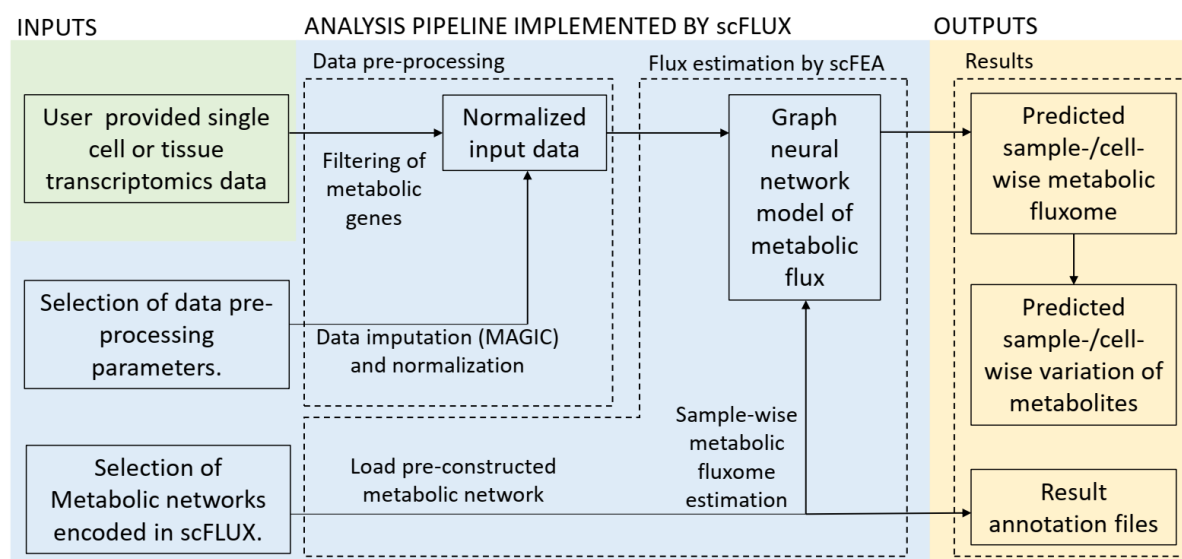 INPUTS
ANALYSIS PIPELINE IMPLEMENTED BY scFLUX
OUTPUTS
Data pre-processing
Flux estimation by scFEA
Results
User provided single
cell or tissue
transcriptomics data
Filtering of
metabolic
genes
Normalized
input data
Graph
neural
network
model of
metabolic
flux
Predicted
sample-/cell-
wise metabolic
fluxome
Selection of data pre-
processing
parameters.
Data imputation (MAGIC)
and normalization
Predicted
sample-/cell-
wise variation of
metabolites
Selection of
Metabolic networks
encoded in scFLUX.
Load pre-constructed
metabolic network
Sample-wise
metabolic
fluxome
estimation
Result
annotation files